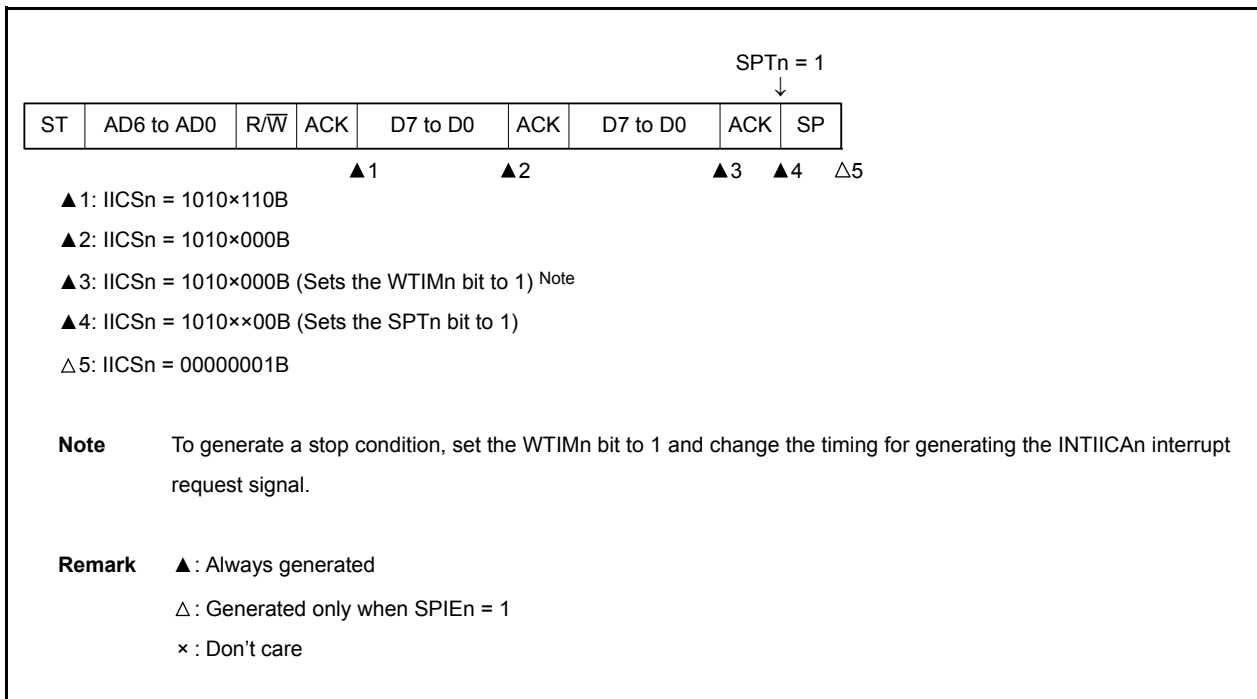 SPTn = 1
↓
ST AD6 to AD0 R/W̅ ACK D7 to D0 ACK D7 to D0 ACK SP
▲1 ▲2 ▲3 ▲4 △5
▲1: IICSn = 1010×110B
▲2: IICSn = 1010×000B
▲3: IICSn = 1010×000B (Sets the WTIMn bit to 1) Note
▲4: IICSn = 1010××00B (Sets the SPTn bit to 1)
△5: IICSn = 00000001B
Note To generate a stop condition, set the WTIMn bit to 1 and change the timing for generating the INTIICAn interrupt
request signal.
Remark ▲: Always generated
△: Generated only when SPIEn = 1
×: Don't care